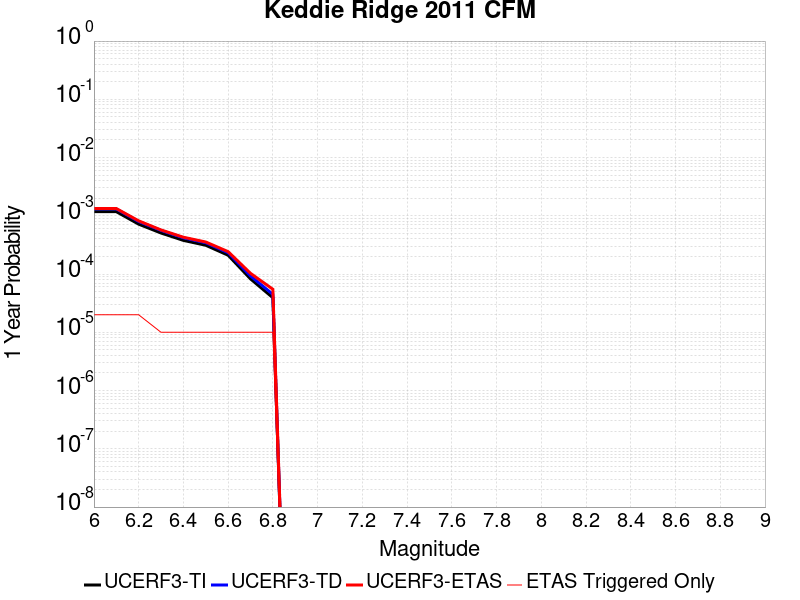 Keddie Ridge 2011 CFM
10^0
10^-1
10^-2
10^-3
10^-4
10^-5
10^-6
10^-7
10^-8
1 Year Probability
6 6.2 6.4 6.6 6.8 7 7.2 7.4 7.6 7.8 8 8.2 8.4 8.6 8.8 9
Magnitude
UCERF3-TI UCERF3-TD UCERF3-ETAS ETAS Triggered Only